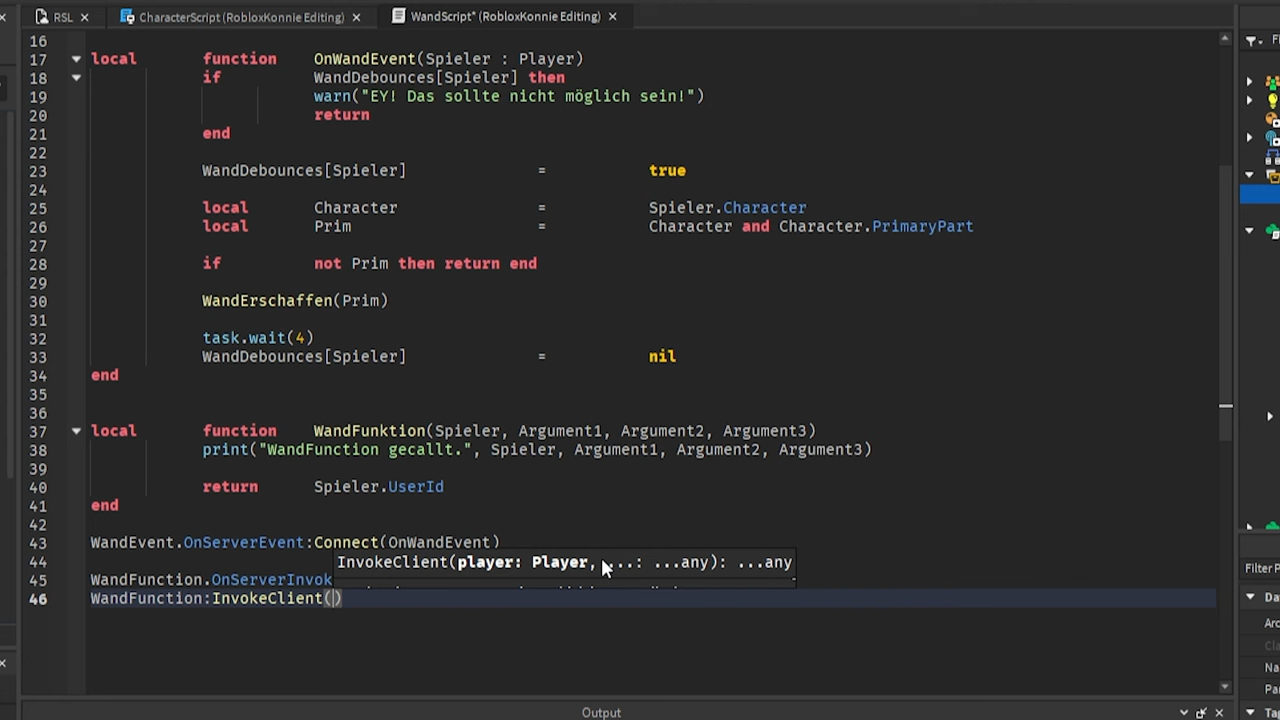 RSL
CharacterScript (RobloxKonnie Editing)
WandScript* (RobloxKonnie Editing)
16
17 local function OnWandEvent(Spieler : Player)
18 if WandDebounces[Spieler] then
19 warn("EY! Das sollte nicht möglich sein!")
20 return
21 end
22
23 WandDebounces[Spieler] = true
24
25 local Character = Spieler.Character
26 local Prim = Character and Character.PrimaryPart
27
28 if not Prim then return end
29
30 WandErschaffen(Prim)
31
32 task.wait(4)
33 WandDebounces[Spieler] = nil
34 end
35
36
37 local function WandFunktion(Spieler, Argument1, Argument2, Argument3)
38 print("WandFunction gecallt.", Spieler, Argument1, Argument2, Argument3)
39
40 return Spieler.UserId
41 end
42
43 WandEvent.OnServerEvent:Connect(OnWandEvent)
44
InvokeClient(player: Player, ...: ...any): ...any
45 WandFunction.OnServerInvok
46 WandFunction:InvokeClient()
Output
Filter P
Da
Na
Pa
Tag